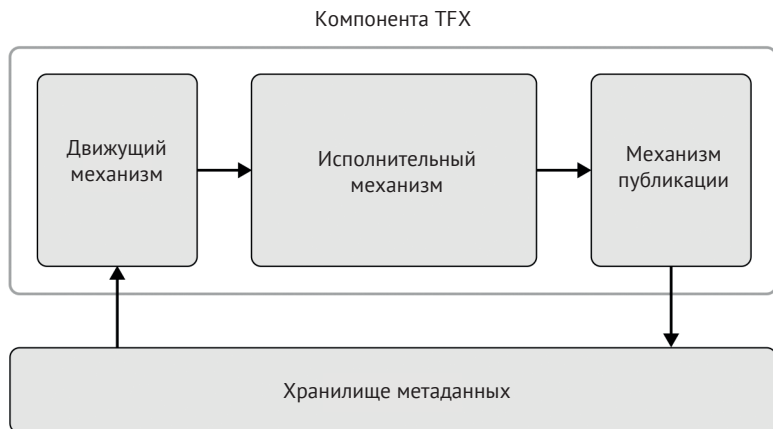 Компонента TFX
Движущий
механизм
Исполнительный
механизм
Механизм
публикации
Хранилище метаданных